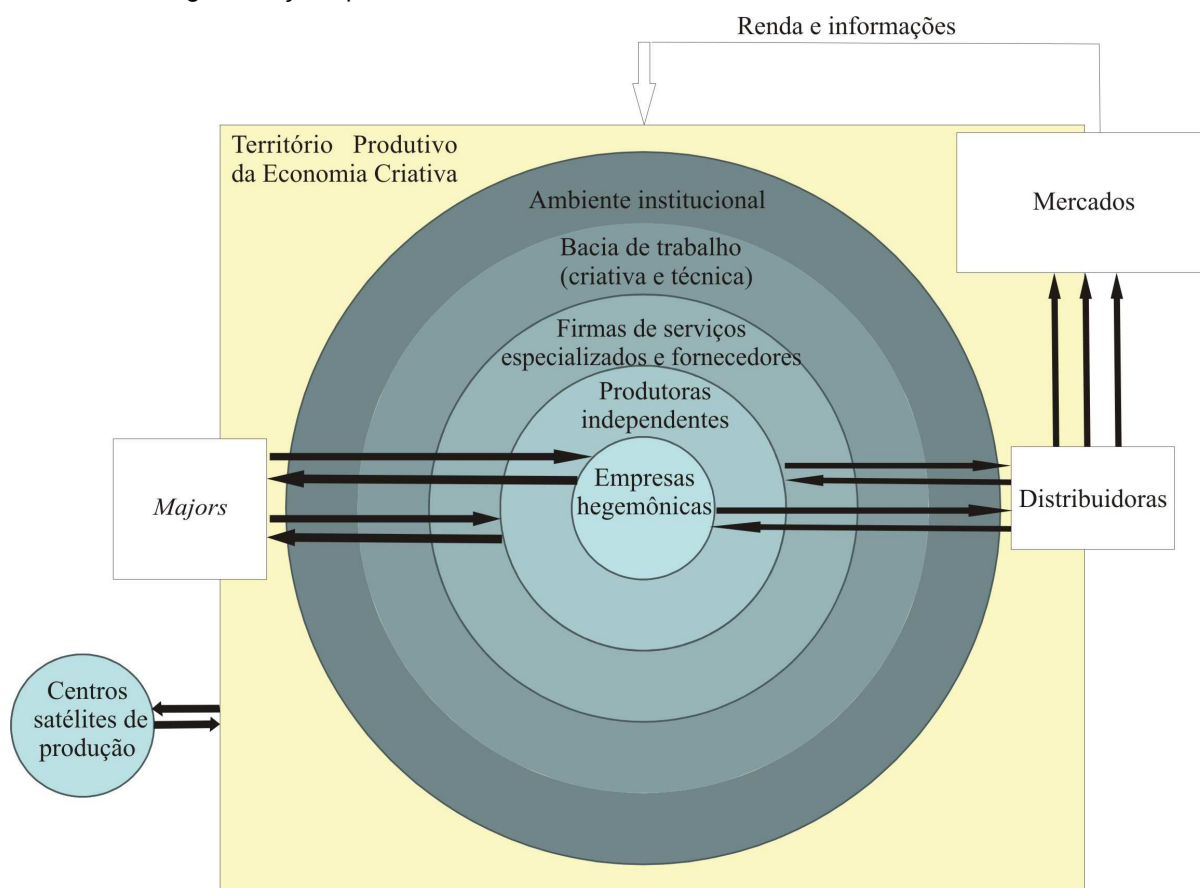 Renda e informações
Território Produtivo
da Economia Criativa
Ambiente institucional
Mercados
Bacia de trabalho
(criativa e técnica)
Firmas de serviços
especializados e fornecedores
Produtoras
independentes
Empresas
hegemônicas
Majors
Distribuidoras
Centros
satélites de
produção